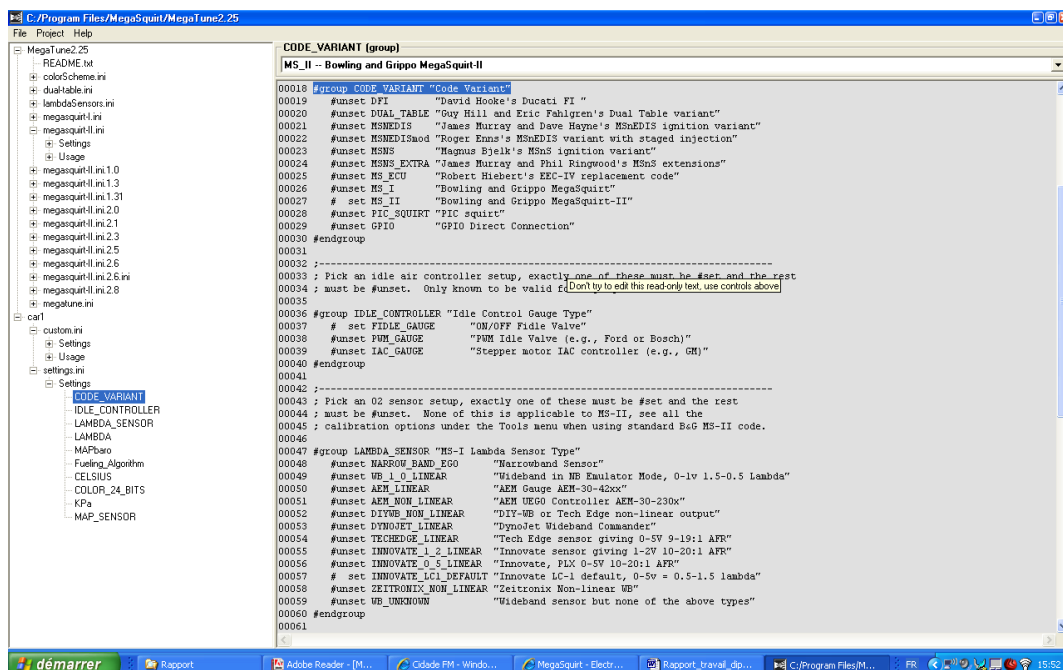 C:/Program Files/MegaSquirt/MegaTune2.25
File Project Help
MegaTune2.25
README.txt
colorScheme.ini
dual-table.ini
lambdaSensors.ini
megasquirt-I.ini
megasquirt-II.ini
Settings
Usage
megasquirt-II.ini.1.0
megasquirt-II.ini.1.3
megasquirt-II.ini.1.31
megasquirt-II.ini.2.0
megasquirt-II.ini.2.1
megasquirt-II.ini.2.3
megasquirt-II.ini.2.5
megasquirt-II.ini.2.6
megasquirt-II.ini.2.6.ini
megasquirt-II.ini.2.8
megatune.ini
car1
custom.ini
Settings
Usage
settings.ini
Settings
CODE_VARIANT
IDLE_CONTROLLER
LAMBDA_SENSOR
LAMBDA
MAPbaro
Fueling_Algorithm
CELSIUS
COLOR_24_BITS
KPa
MAP_SENSOR
CODE_VARIANT (group)
MS_II -- Bowling and Grippo MegaSquirt-II
00018 #group CODE_VARIANT "Code Variant"
00019 #unset DFI "David Hooke's Ducati FI "
00020 #unset DUAL_TABLE "Guy Hill and Eric Fahlgren's Dual Table variant"
00021 #unset MSNEDIS "James Murray and Dave Hayne's MSnEDIS ignition variant"
00022 #unset MSNEDISmod "Roger Enns's MSnEDIS variant with staged injection"
00023 #unset MSNS "Magnus Bjelk's MSnS ignition variant"
00024 #unset MSNS_EXTRA "James Murray and Phil Ringwood's MSnS extensions"
00025 #unset MS_ECU "Robert Hiebert's EEC-IV replacement code"
00026 #unset MS_I "Bowling and Grippo MegaSquirt"
00027 # set MS_II "Bowling and Grippo MegaSquirt-II"
00028 #unset PIC_SQUIRT "PIC squirt"
00029 #unset GPIO "GPIO Direct Connection"
00030 #endgroup
00031
00032 ;----------------------------------------------------------------------------
00033 ; Pick an idle air controller setup, exactly one of these must be #set and the rest
00034 ; must be #unset. Only known to be valid f
Don't try to edit this read-only text, use controls above
00035
00036 #group IDLE_CONTROLLER "Idle Control Gauge Type"
00037 # set FIDLE_GAUGE "ON/OFF Fidle Valve"
00038 #unset PWM_GAUGE "PWM Idle Valve (e.g., Ford or Bosch)"
00039 #unset IAC_GAUGE "Stepper motor IAC controller (e.g., GM)"
00040 #endgroup
00041
00042 ;----------------------------------------------------------------------------
00043 ; Pick an O2 sensor setup, exactly one of these must be #set and the rest
00044 ; must be #unset. None of this is applicable to MS-II, see all the
00045 ; calibration options under the Tools menu when using standard B&G MS-II code.
00046
00047 #group LAMBDA_SENSOR "MS-I Lambda Sensor Type"
00048 #unset NARROW_BAND_EGO "Narrowband Sensor"
00049 #unset WB_1_0_LINEAR "Wideband in NB Emulator Mode, 0-1v 1.5-0.5 Lambda"
00050 #unset AEM_LINEAR "AEM Gauge AEM-30-42xx"
00051 #unset AEM_NON_LINEAR "AEM UEGO Controller AEM-30-230x"
00052 #unset DIYWB_NON_LINEAR "DIY-WB or Tech Edge non-linear output"
00053 #unset DYNOJET_LINEAR "DynoJet Wideband Commander"
00054 #unset TECHEDGE_LINEAR "Tech Edge sensor giving 0-5V 9-19:1 AFR"
00055 #unset INNOVATE_1_2_LINEAR "Innovate sensor giving 1-2V 10-20:1 AFR"
00056 #unset INNOVATE_0_5_LINEAR "Innovate, PLX 0-5V 10-20:1 AFR"
00057 # set INNOVATE_LC1_DEFAULT "Innovate LC-1 default, 0-5v = 0.5-1.5 lambda"
00058 #unset ZEITRONIX_NON_LINEAR "Zeitronix Non-linear WB"
00059 #unset WB_UNKNOWN "Wideband sensor but none of the above types"
00060 #endgroup
00061
démarrer Rapport Adobe Reader - [M... Cidade FM - Windo... MegaSquirt - Electr... Rapport_travail_dip... C:/Program Files/M... FR 15:52